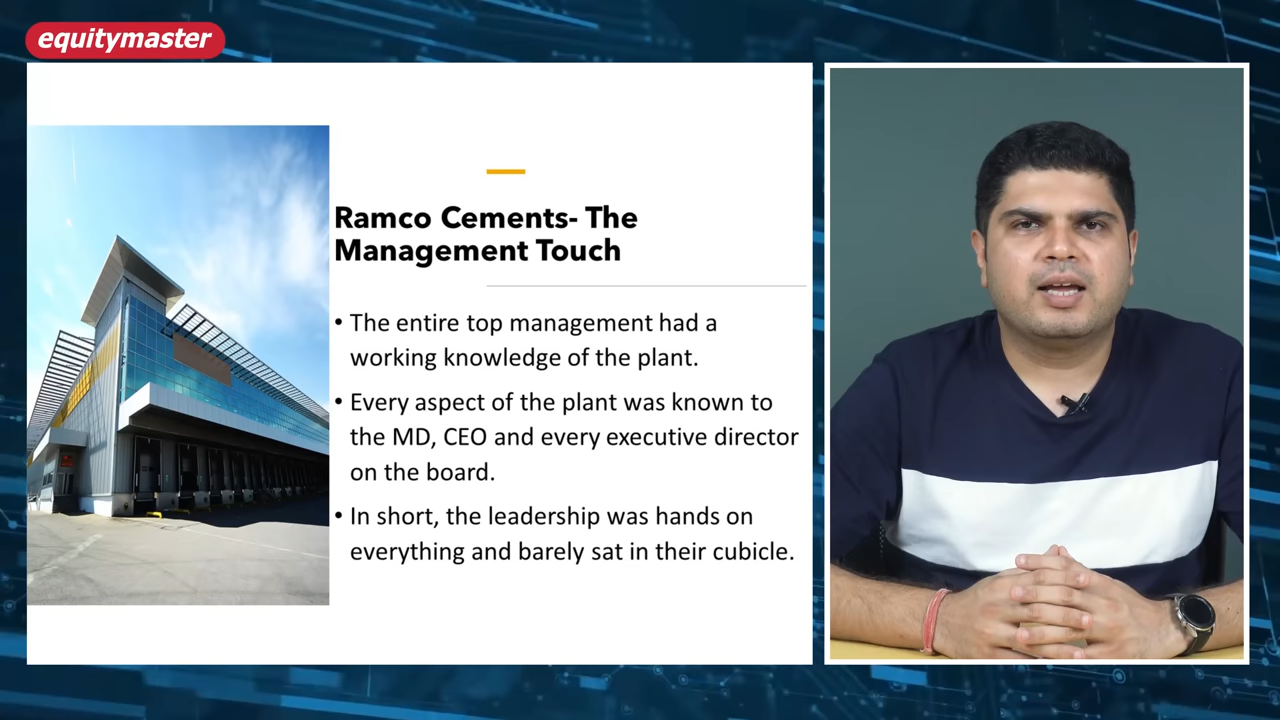 equitymaster
Ramco Cements- The
Management Touch
• The entire top management had a
working knowledge of the plant.
• Every aspect of the plant was known to
the MD, CEO and every executive director
on the board.
• In short, the leadership was hands on
everything and barely sat in their cubicle.